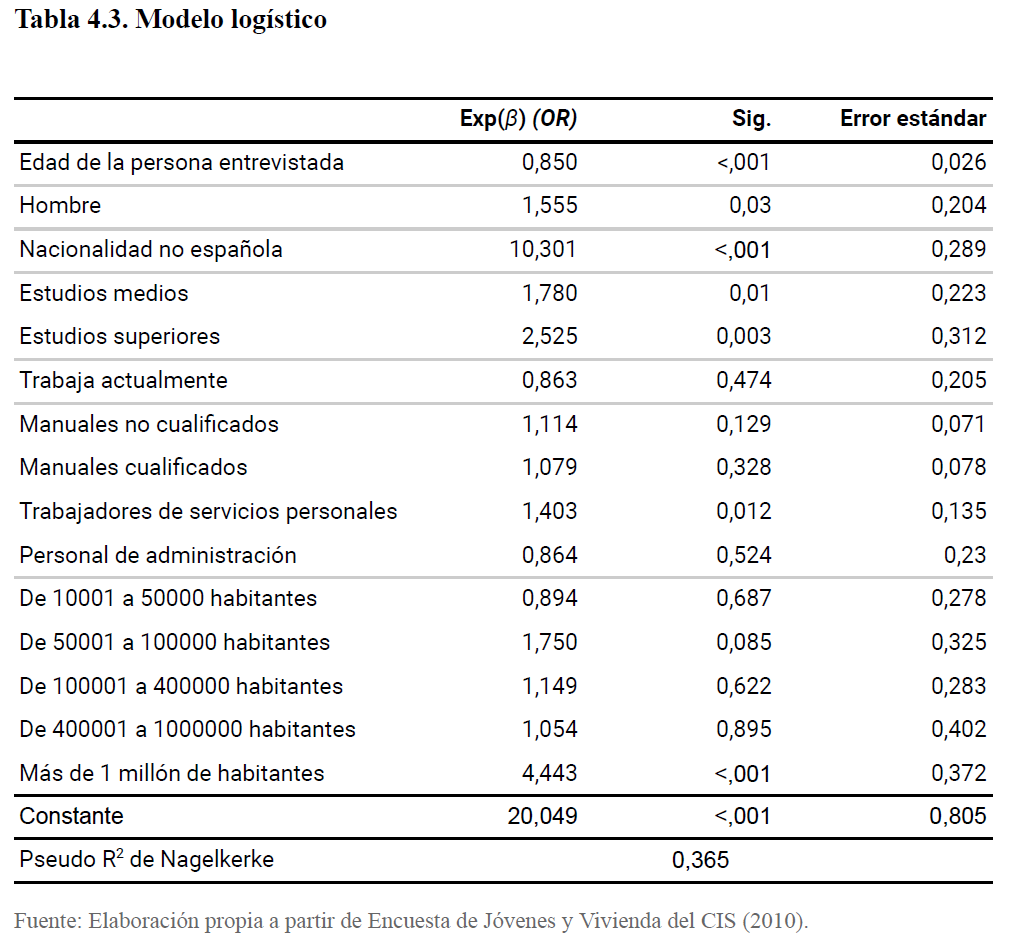 Tabla 4.3. Modelo logístico
Exp(β) (OR) Sig. Error estándar
Edad de la persona entrevistada 0,850 <,001 0,026
Hombre 1,555 0,03 0,204
Nacionalidad no española 10,301 <,001 0,289
Estudios medios 1,780 0,01 0,223
Estudios superiores 2,525 0,003 0,312
Trabaja actualmente 0,863 0,474 0,205
Manuales no cualificados 1,114 0,129 0,071
Manuales cualificados 1,079 0,328 0,078
Trabajadores de servicios personales 1,403 0,012 0,135
Personal de administración 0,864 0,524 0,23
De 10001 a 50000 habitantes 0,894 0,687 0,278
De 50001 a 100000 habitantes 1,750 0,085 0,325
De 100001 a 400000 habitantes 1,149 0,622 0,283
De 400001 a 1000000 habitantes 1,054 0,895 0,402
Más de 1 millón de habitantes 4,443 <,001 0,372
Constante 20,049 <,001 0,805
Pseudo R² de Nagelkerke 0,365
Fuente: Elaboración propia a partir de Encuesta de Jóvenes y Vivienda del CIS (2010).